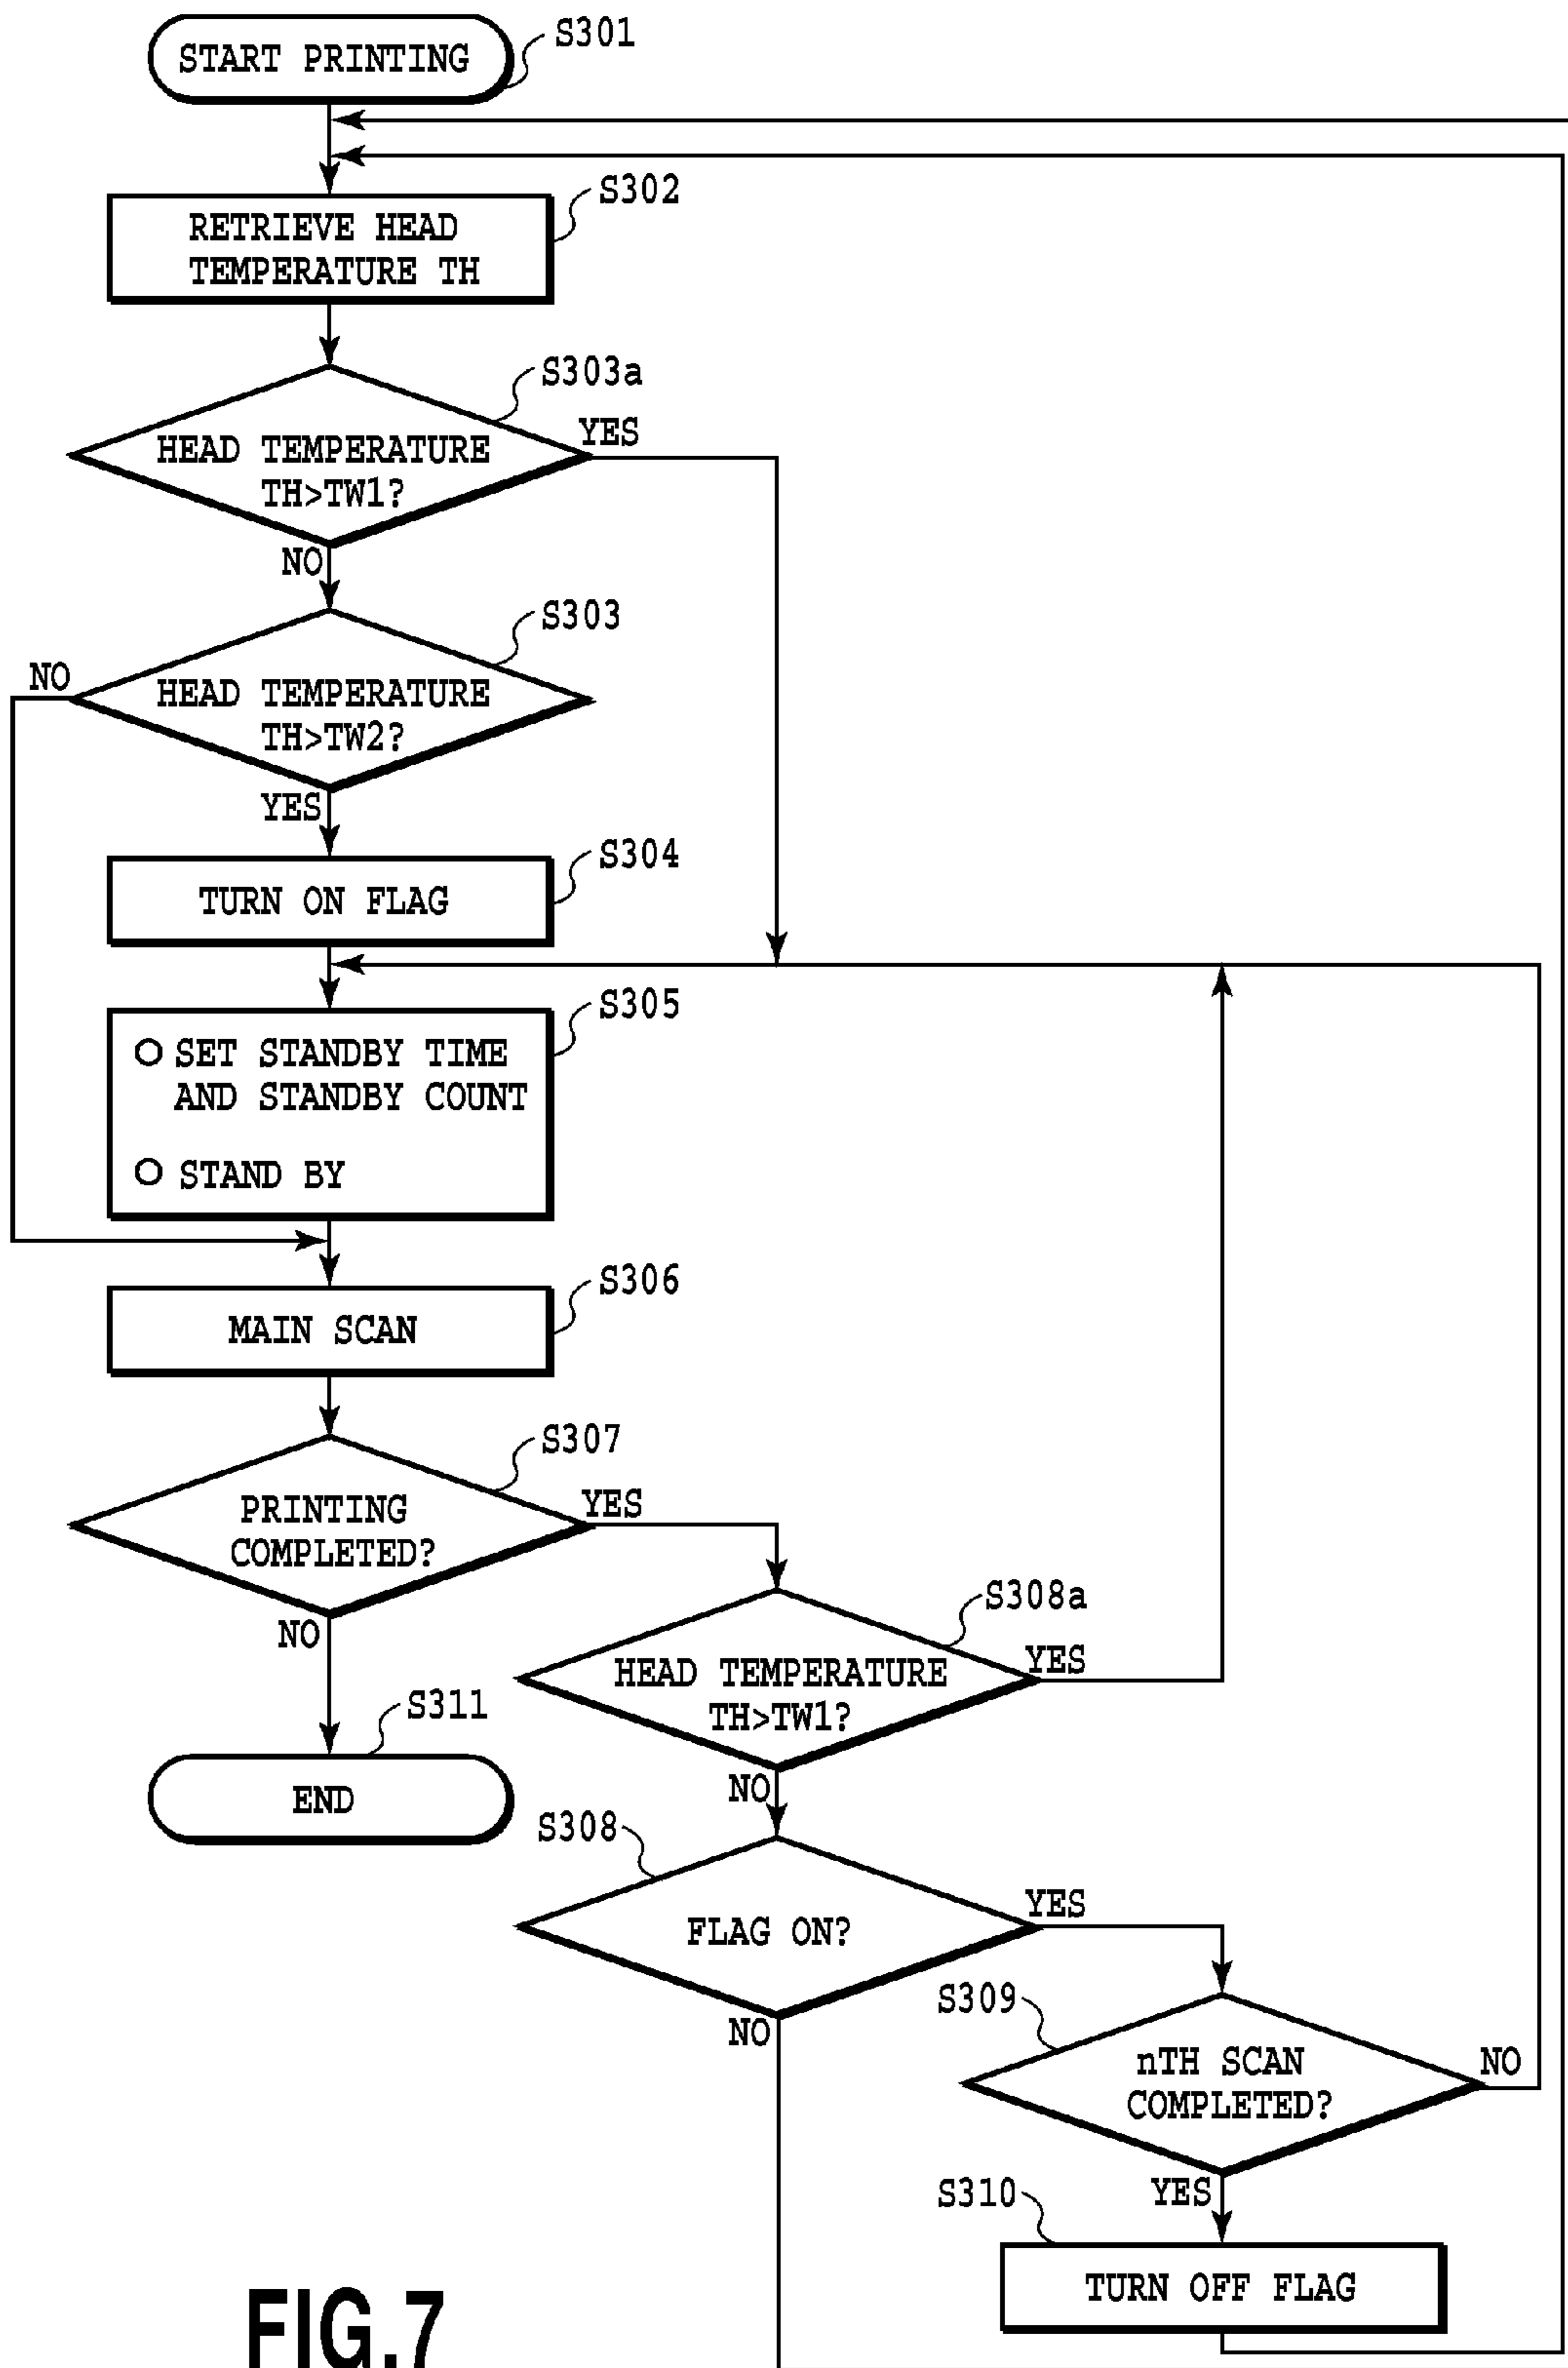 START PRINTING
S301
S302
RETRIEVE HEAD
TEMPERATURE TH
S303a
HEAD TEMPERATURE
TH>TW1?
YES
NO
S303
HEAD TEMPERATURE
TH>TW2?
NO
YES
S304
TURN ON FLAG
S305
SET STANDBY TIME
AND STANDBY COUNT
STAND BY
S306
MAIN SCAN
S307
PRINTING
COMPLETED?
YES
NO
S308a
HEAD TEMPERATURE
TH>TW1?
YES
NO
S311
END
S308
FLAG ON?
YES
NO
S309
nTH SCAN
COMPLETED?
NO
YES
S310
TURN OFF FLAG
FIG.7